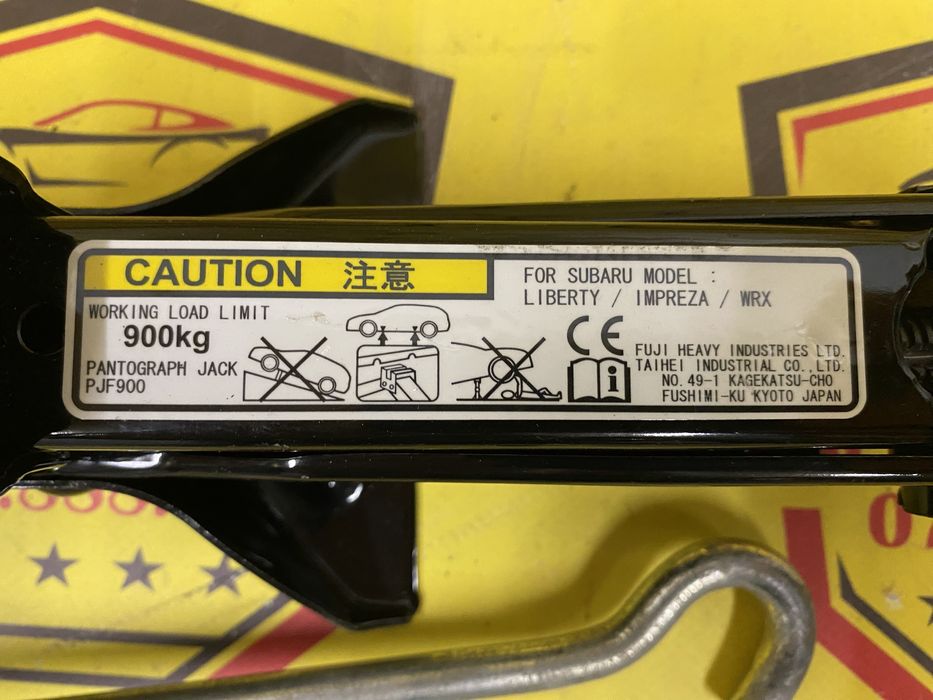 CAUTION 注意
WORKING LOAD LIMIT
900kg
PANTOGRAPH JACK
PJF900
FOR SUBARU MODEL :
LIBERTY / IMPREZA / WRX
CE
i
FUJI HEAVY INDUSTRIES LTD.
TAIHEI INDUSTRIAL CO.,LTD.
NO. 49-1 KAGEKATSU-CHO
FUSHIMI-KU KYOTO JAPAN
07